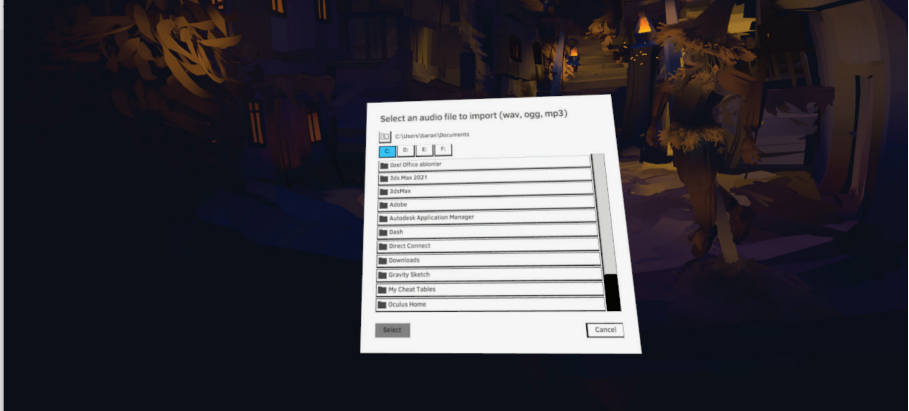 Select an audio file to import (wav, ogg, mp3)
C:\Users\baran\Documents
C: D: E: F:
Özel Office ablonlar
3ds Max 2021
3dsMax
Adobe
Autodesk Application Manager
Dash
Direct Connect
Downloads
Gravity Sketch
My Cheat Tables
Oculus Home
Select Cancel